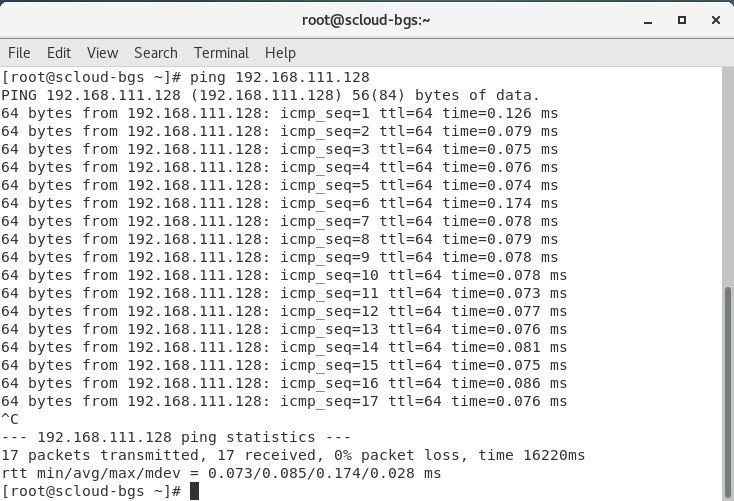 root@scloud-bgs:~
File Edit View Search Terminal Help
[root@scloud-bgs ~]# ping 192.168.111.128
PING 192.168.111.128 (192.168.111.128) 56(84) bytes of data.
64 bytes from 192.168.111.128: icmp_seq=1 ttl=64 time=0.126 ms
64 bytes from 192.168.111.128: icmp_seq=2 ttl=64 time=0.079 ms
64 bytes from 192.168.111.128: icmp_seq=3 ttl=64 time=0.075 ms
64 bytes from 192.168.111.128: icmp_seq=4 ttl=64 time=0.076 ms
64 bytes from 192.168.111.128: icmp_seq=5 ttl=64 time=0.074 ms
64 bytes from 192.168.111.128: icmp_seq=6 ttl=64 time=0.174 ms
64 bytes from 192.168.111.128: icmp_seq=7 ttl=64 time=0.078 ms
64 bytes from 192.168.111.128: icmp_seq=8 ttl=64 time=0.079 ms
64 bytes from 192.168.111.128: icmp_seq=9 ttl=64 time=0.078 ms
64 bytes from 192.168.111.128: icmp_seq=10 ttl=64 time=0.078 ms
64 bytes from 192.168.111.128: icmp_seq=11 ttl=64 time=0.073 ms
64 bytes from 192.168.111.128: icmp_seq=12 ttl=64 time=0.077 ms
64 bytes from 192.168.111.128: icmp_seq=13 ttl=64 time=0.076 ms
64 bytes from 192.168.111.128: icmp_seq=14 ttl=64 time=0.081 ms
64 bytes from 192.168.111.128: icmp_seq=15 ttl=64 time=0.075 ms
64 bytes from 192.168.111.128: icmp_seq=16 ttl=64 time=0.086 ms
64 bytes from 192.168.111.128: icmp_seq=17 ttl=64 time=0.076 ms
^C
--- 192.168.111.128 ping statistics ---
17 packets transmitted, 17 received, 0% packet loss, time 16220ms
rtt min/avg/max/mdev = 0.073/0.085/0.174/0.028 ms
[root@scloud-bgs ~]#